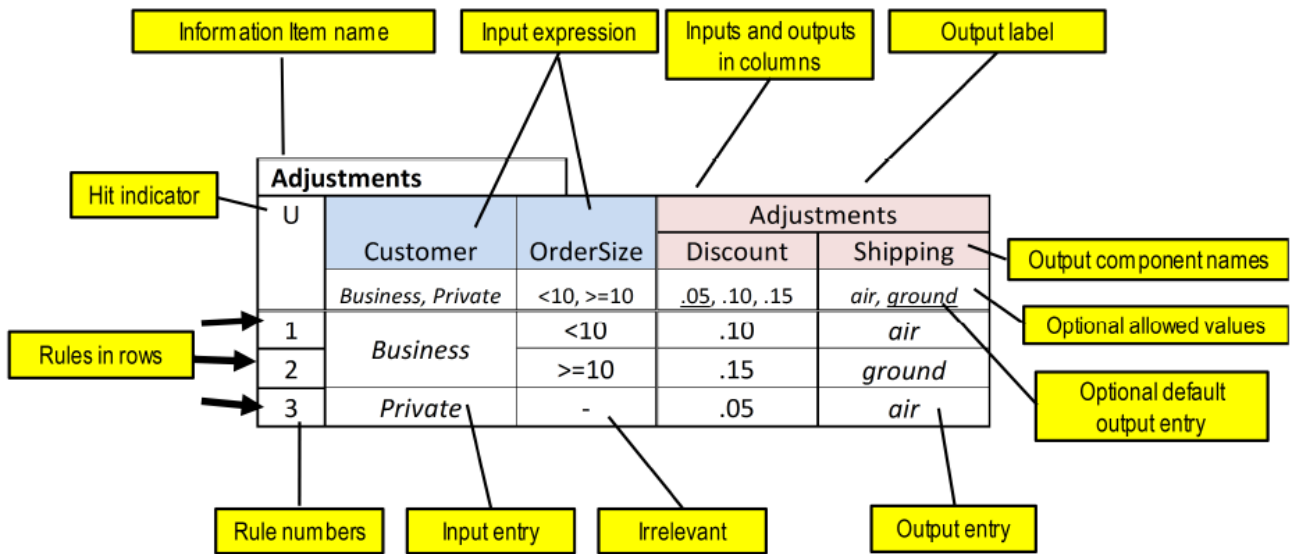 Information Item name
Input expression
Inputs and outputs
in columns
Output label
Hit indicator
Adjustments
U
Adjustments
Customer
OrderSize
Discount
Shipping
Output component names
Business, Private
<10, >=10
.05, .10, .15
air, ground
Optional allowed values
Rules in rows
1
Business
<10
.10
air
2
>=10
.15
ground
3
Private
-
.05
air
Optional default
output entry
Rule numbers
Input entry
Irrelevant
Output entry